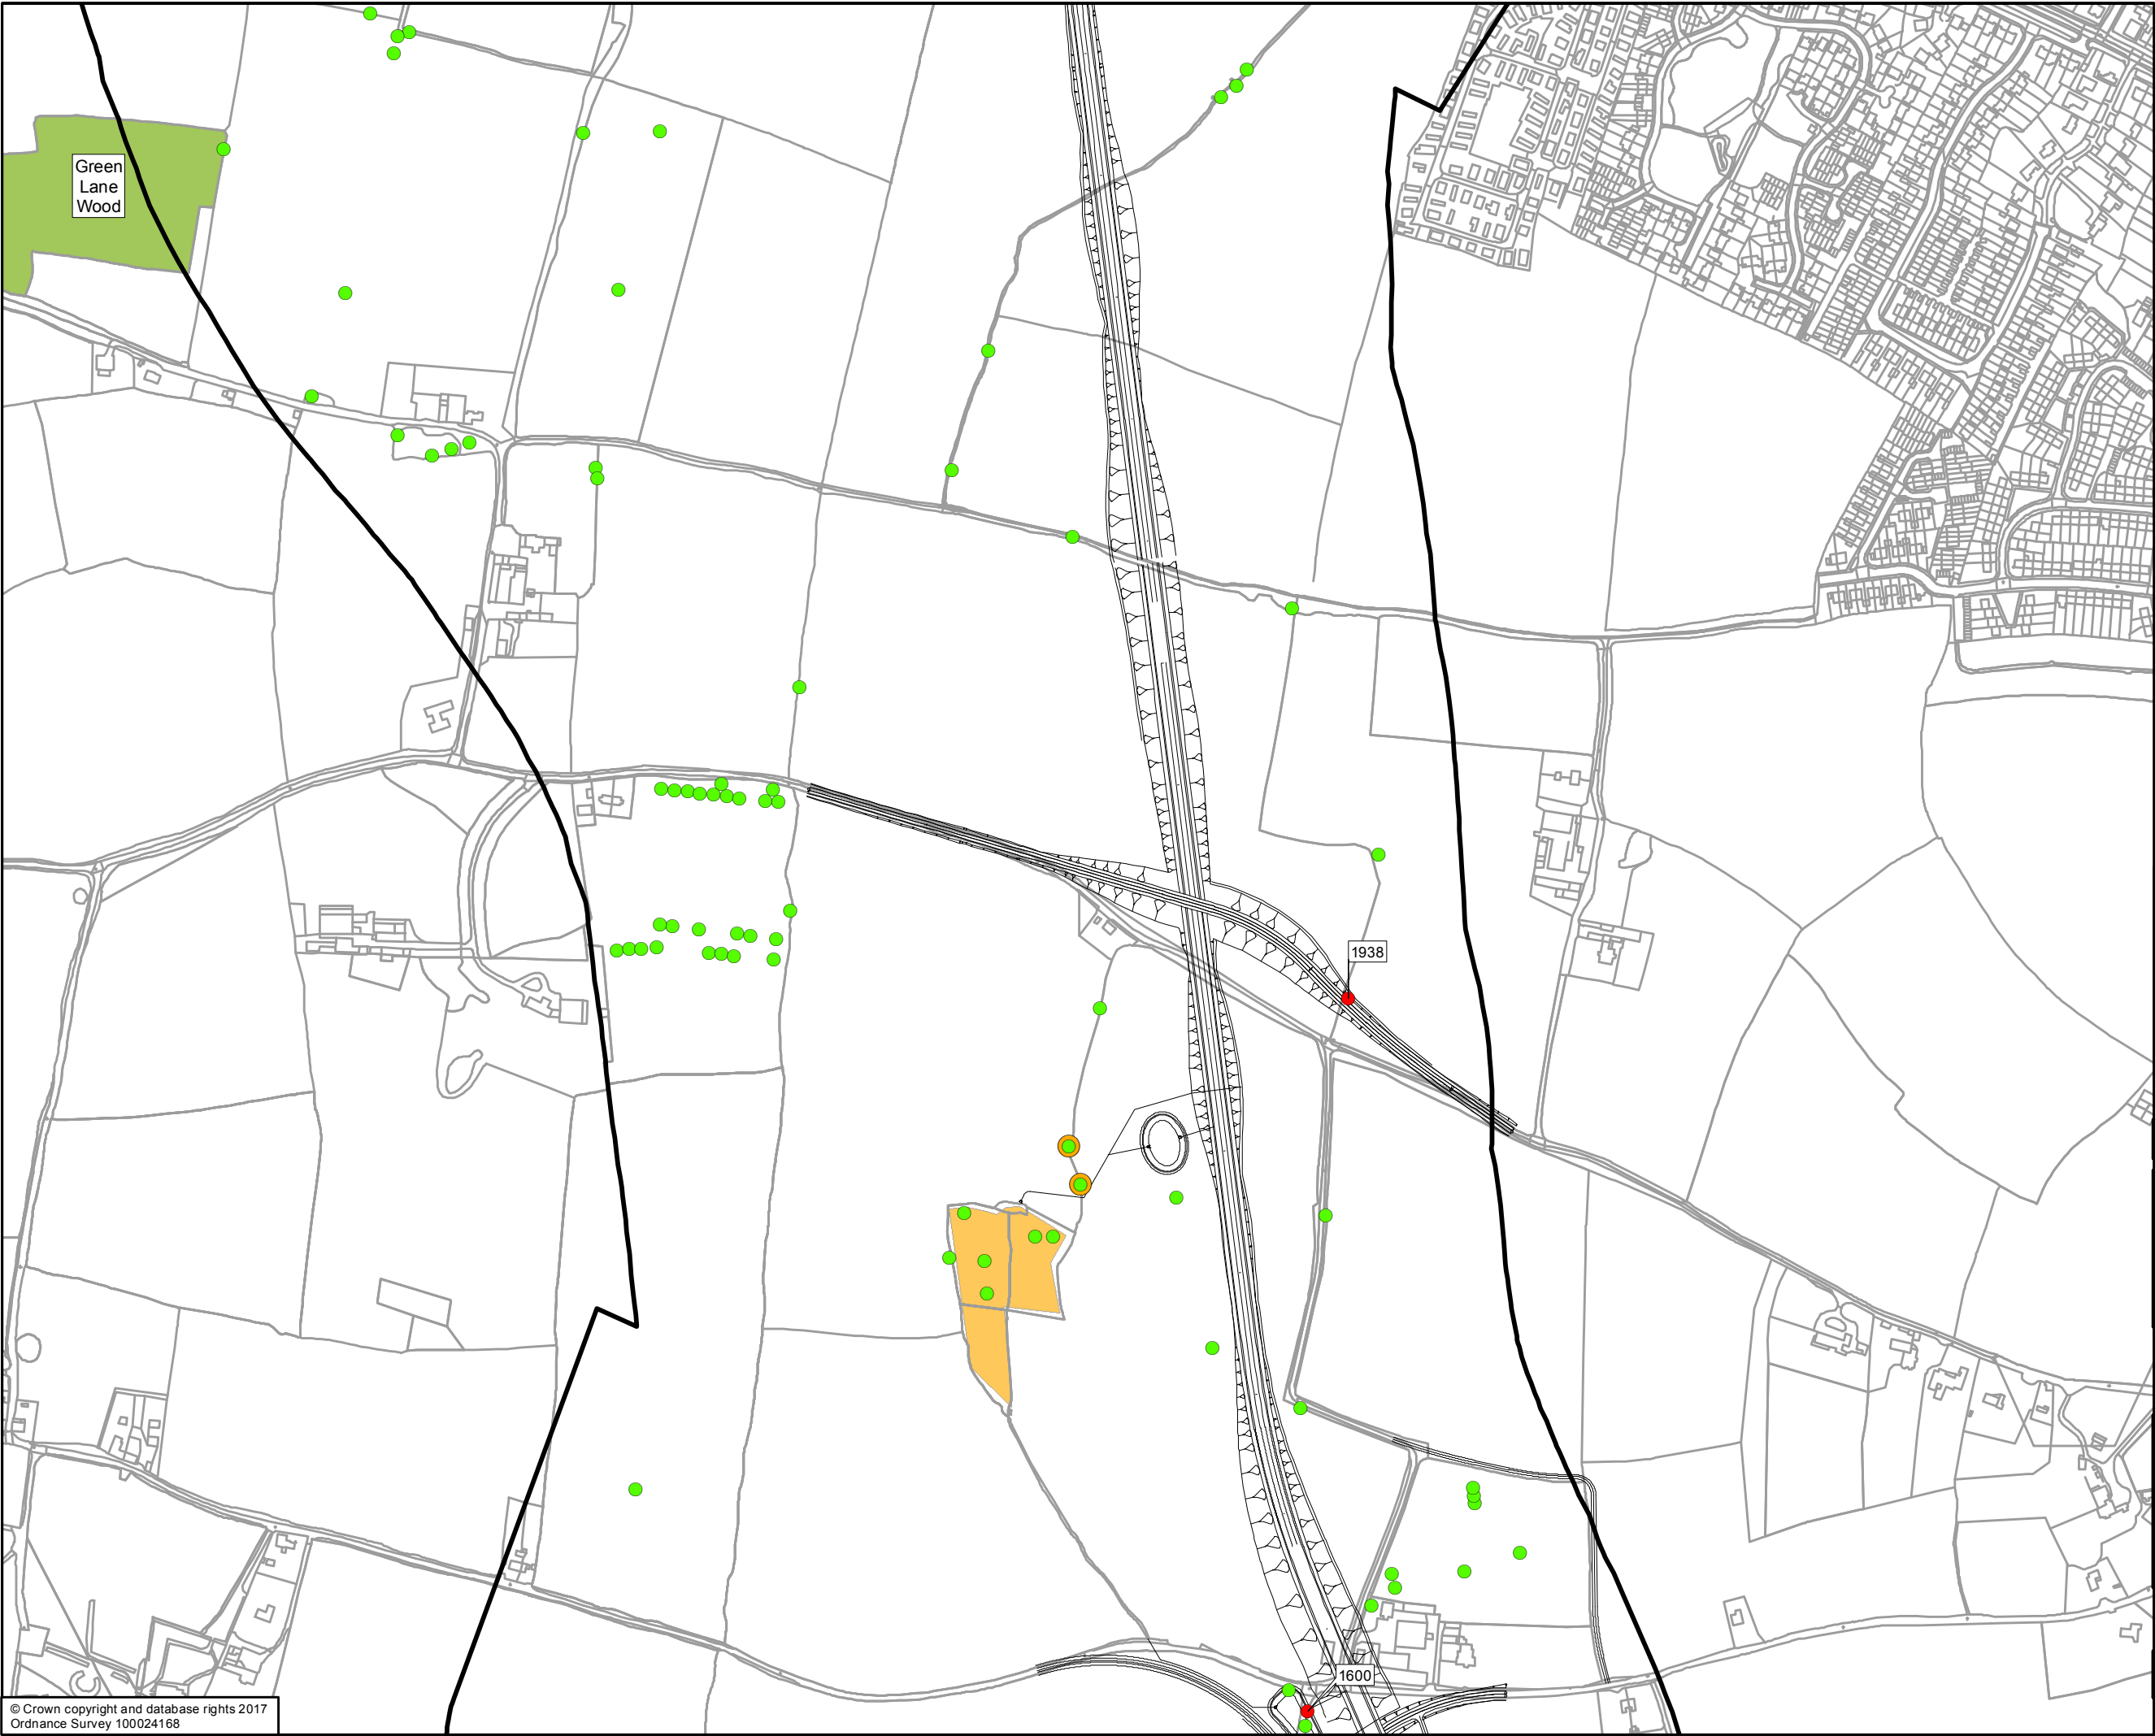 Green
Lane
Wood
1938
1600
© Crown copyright and database rights 2017
Ordnance Survey 100024168